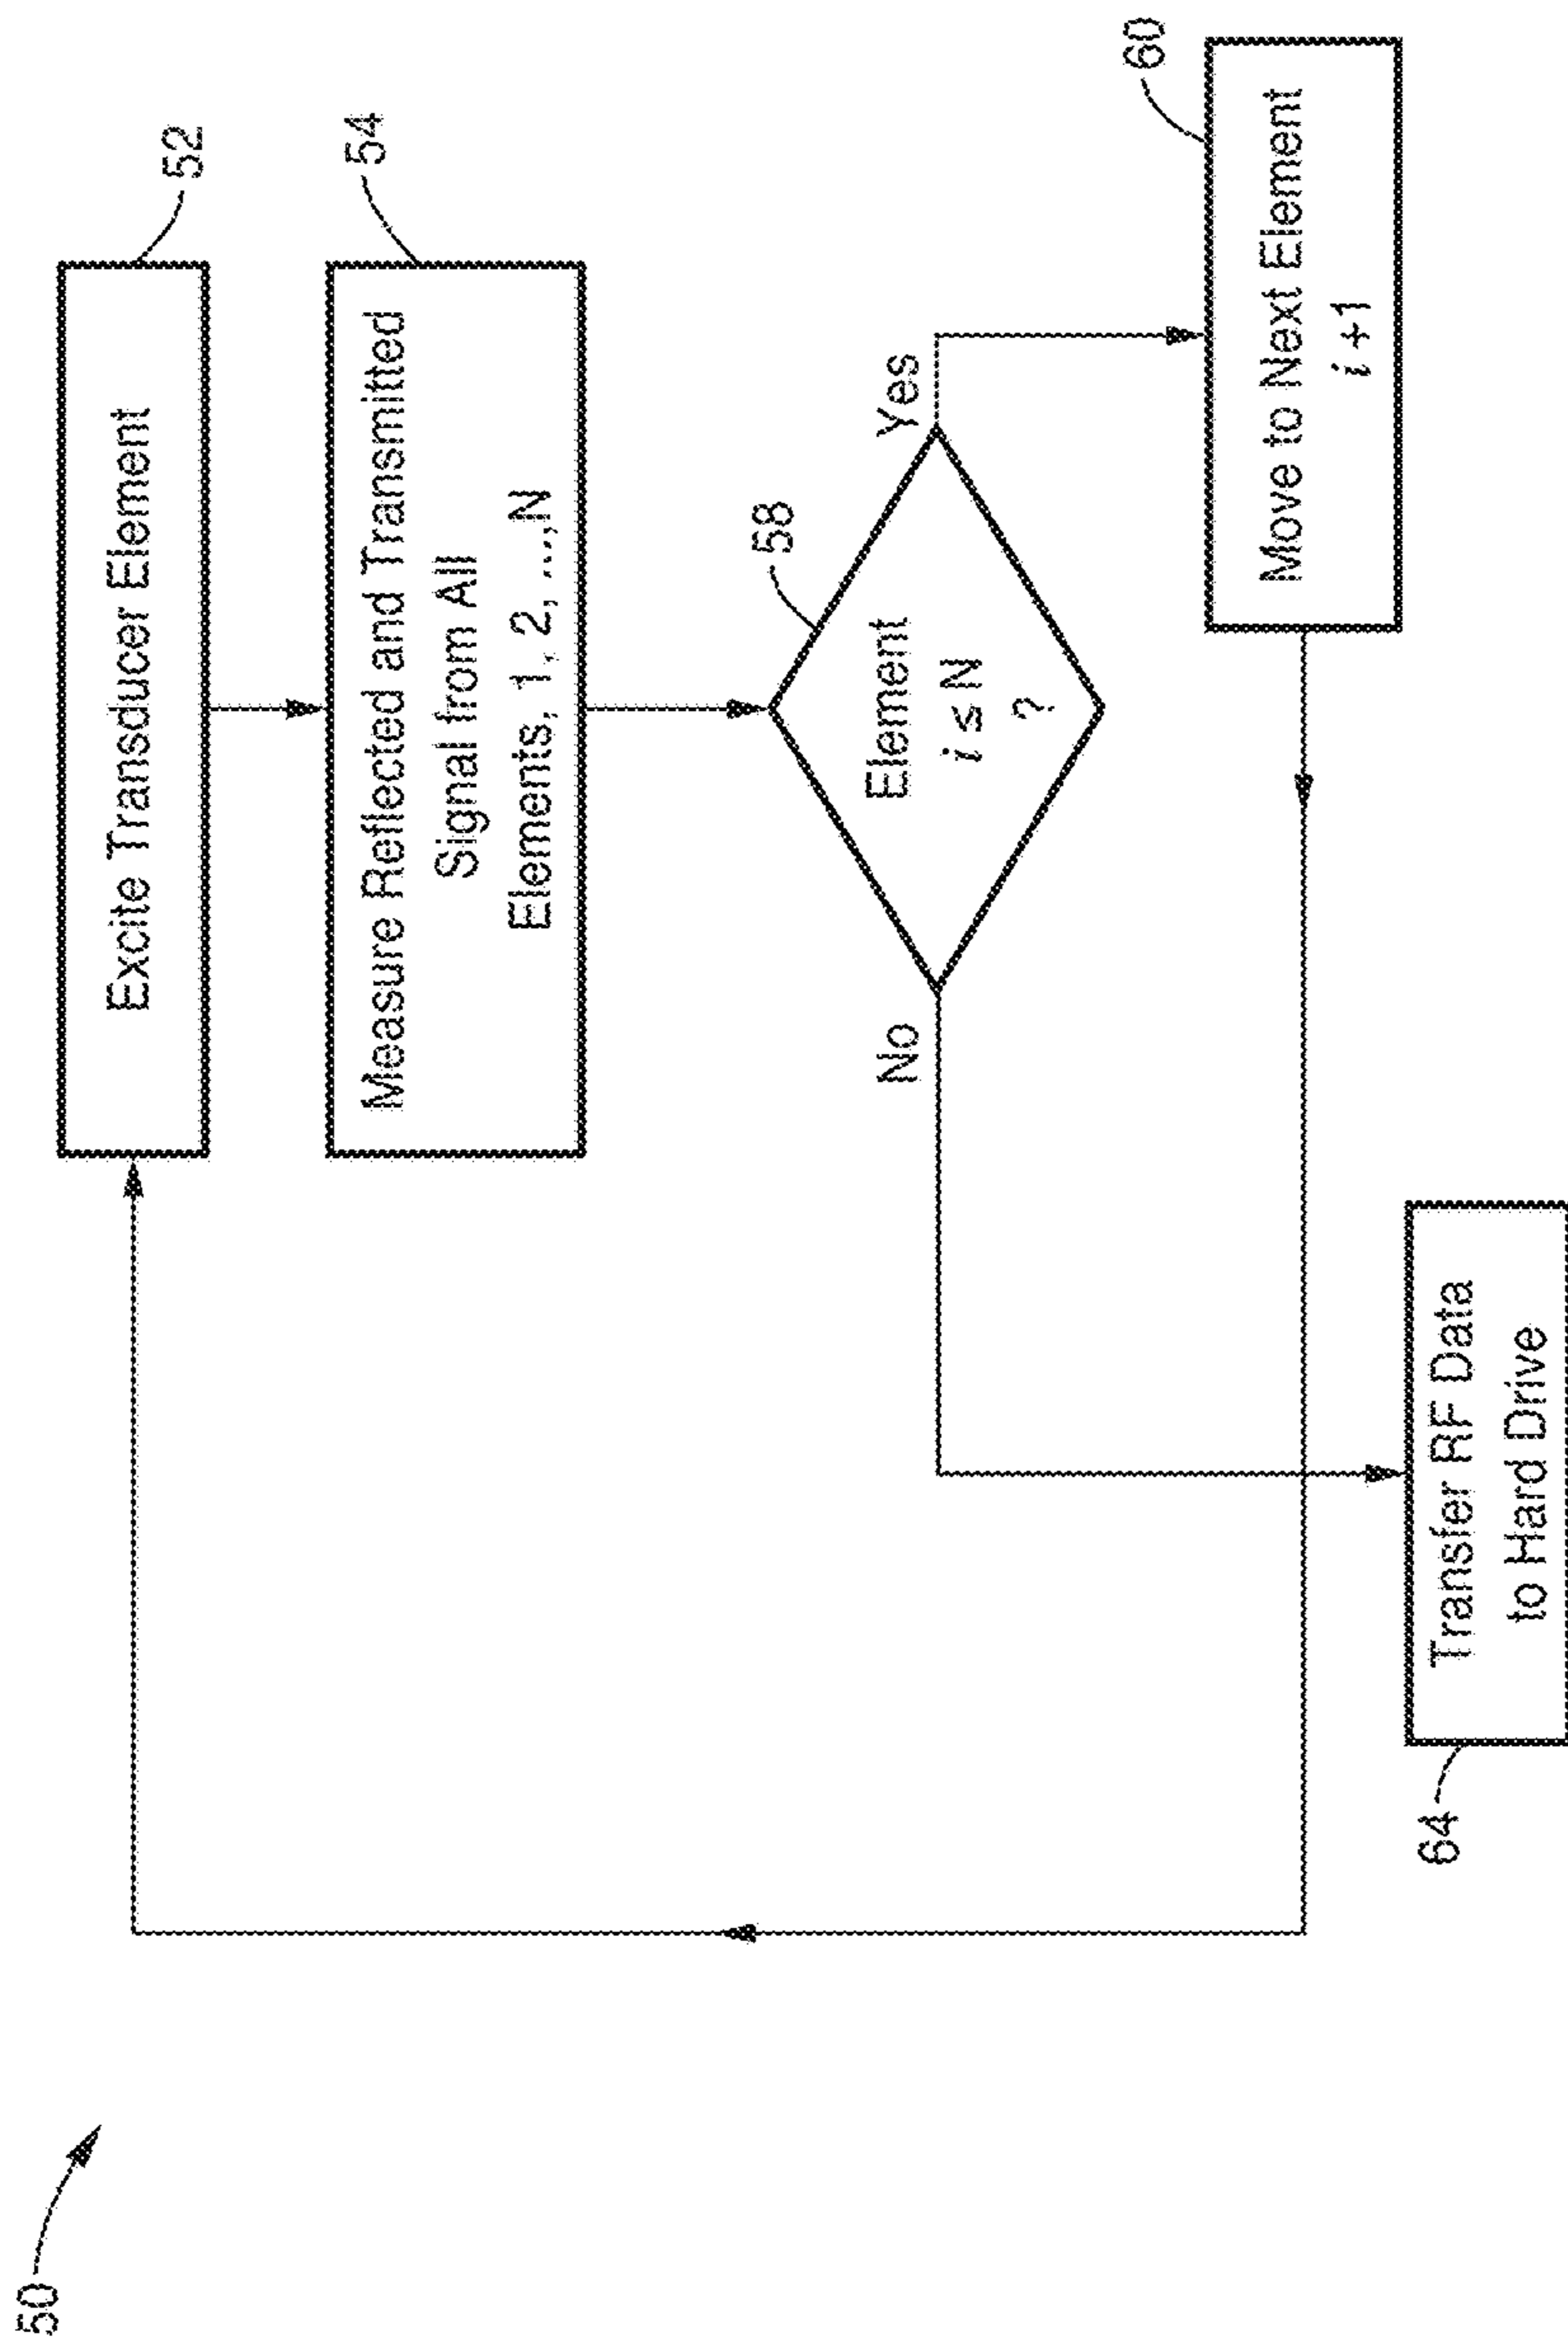 50
52
Excite Transducer Element
54
Measure Reflected and Transmitted
Signal from All
Elements, 1, 2, ...,N
58
Element
i ≤ N
?
No
Yes
60
Move to Next Element
i +1
64
Transfer RF Data
to Hard Drive